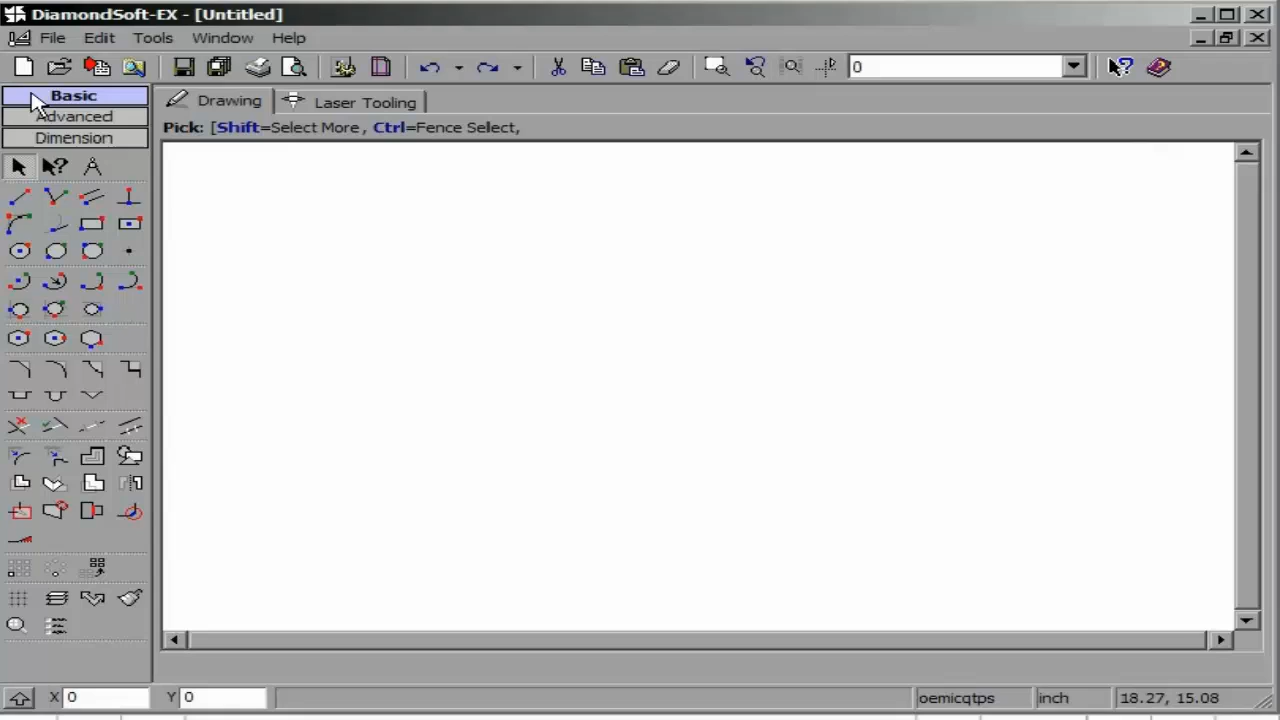 DiamondSoft-EX - [Untitled]
File Edit Tools Window Help
0
Basic
Advanced
Dimension
Drawing Laser Tooling
Pick: [Shift=Select More, Ctrl=Fence Select,
X 0 Y 0 oemicqtps inch 18.27, 15.08